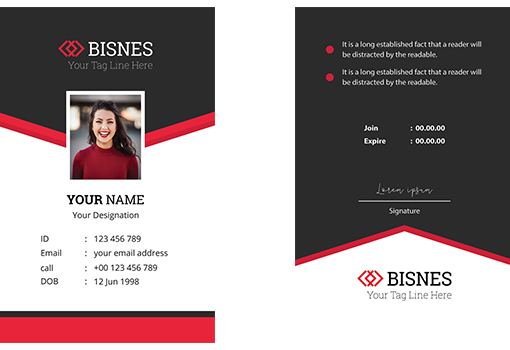 BISNES
Your Tag Line Here
YOUR NAME
Your Designation
ID : 123 456 789
Email : your email address
call : +00 123 456 789
DOB : 12 Jun 1998
It is a long established fact that a reader will
be distracted by the readable.
It is a long established fact that a reader will
be distracted by the readable.
Join : 00.00.00
Expire : 00.00.00
Lorem ipsum
Signature
BISNES
Your Tag Line Here